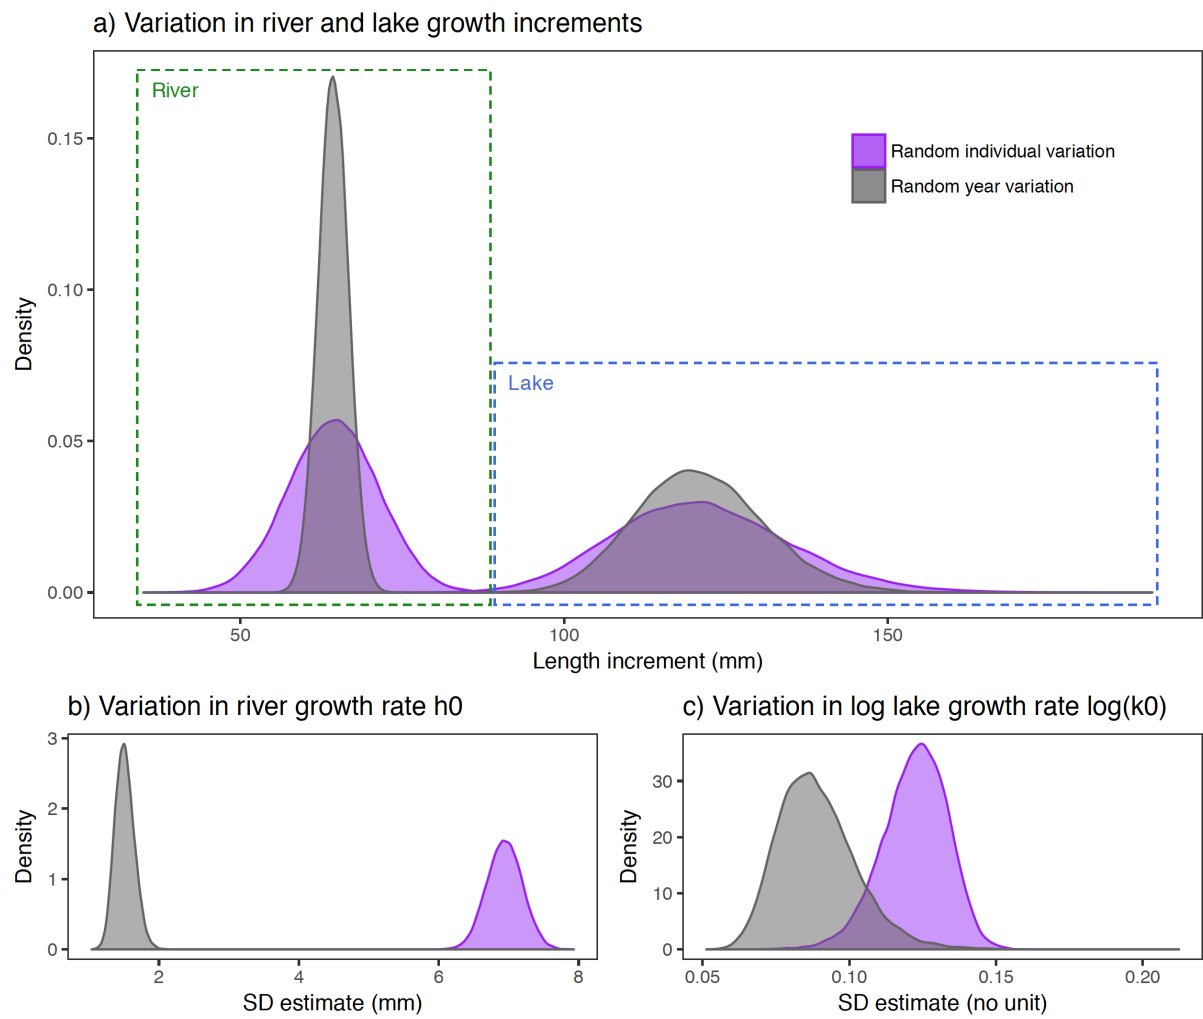 a) Variation in river and lake growth increments
River
Lake
Random individual variation
Random year variation
Density
0.15
0.10
0.05
0.00
50
100
150
Length increment (mm)
b) Variation in river growth rate h0
Density
3
2
1
0
2
4
6
8
SD estimate (mm)
c) Variation in log lake growth rate log(k0)
Density
30
20
10
0
0.05
0.10
0.15
0.20
SD estimate (no unit)